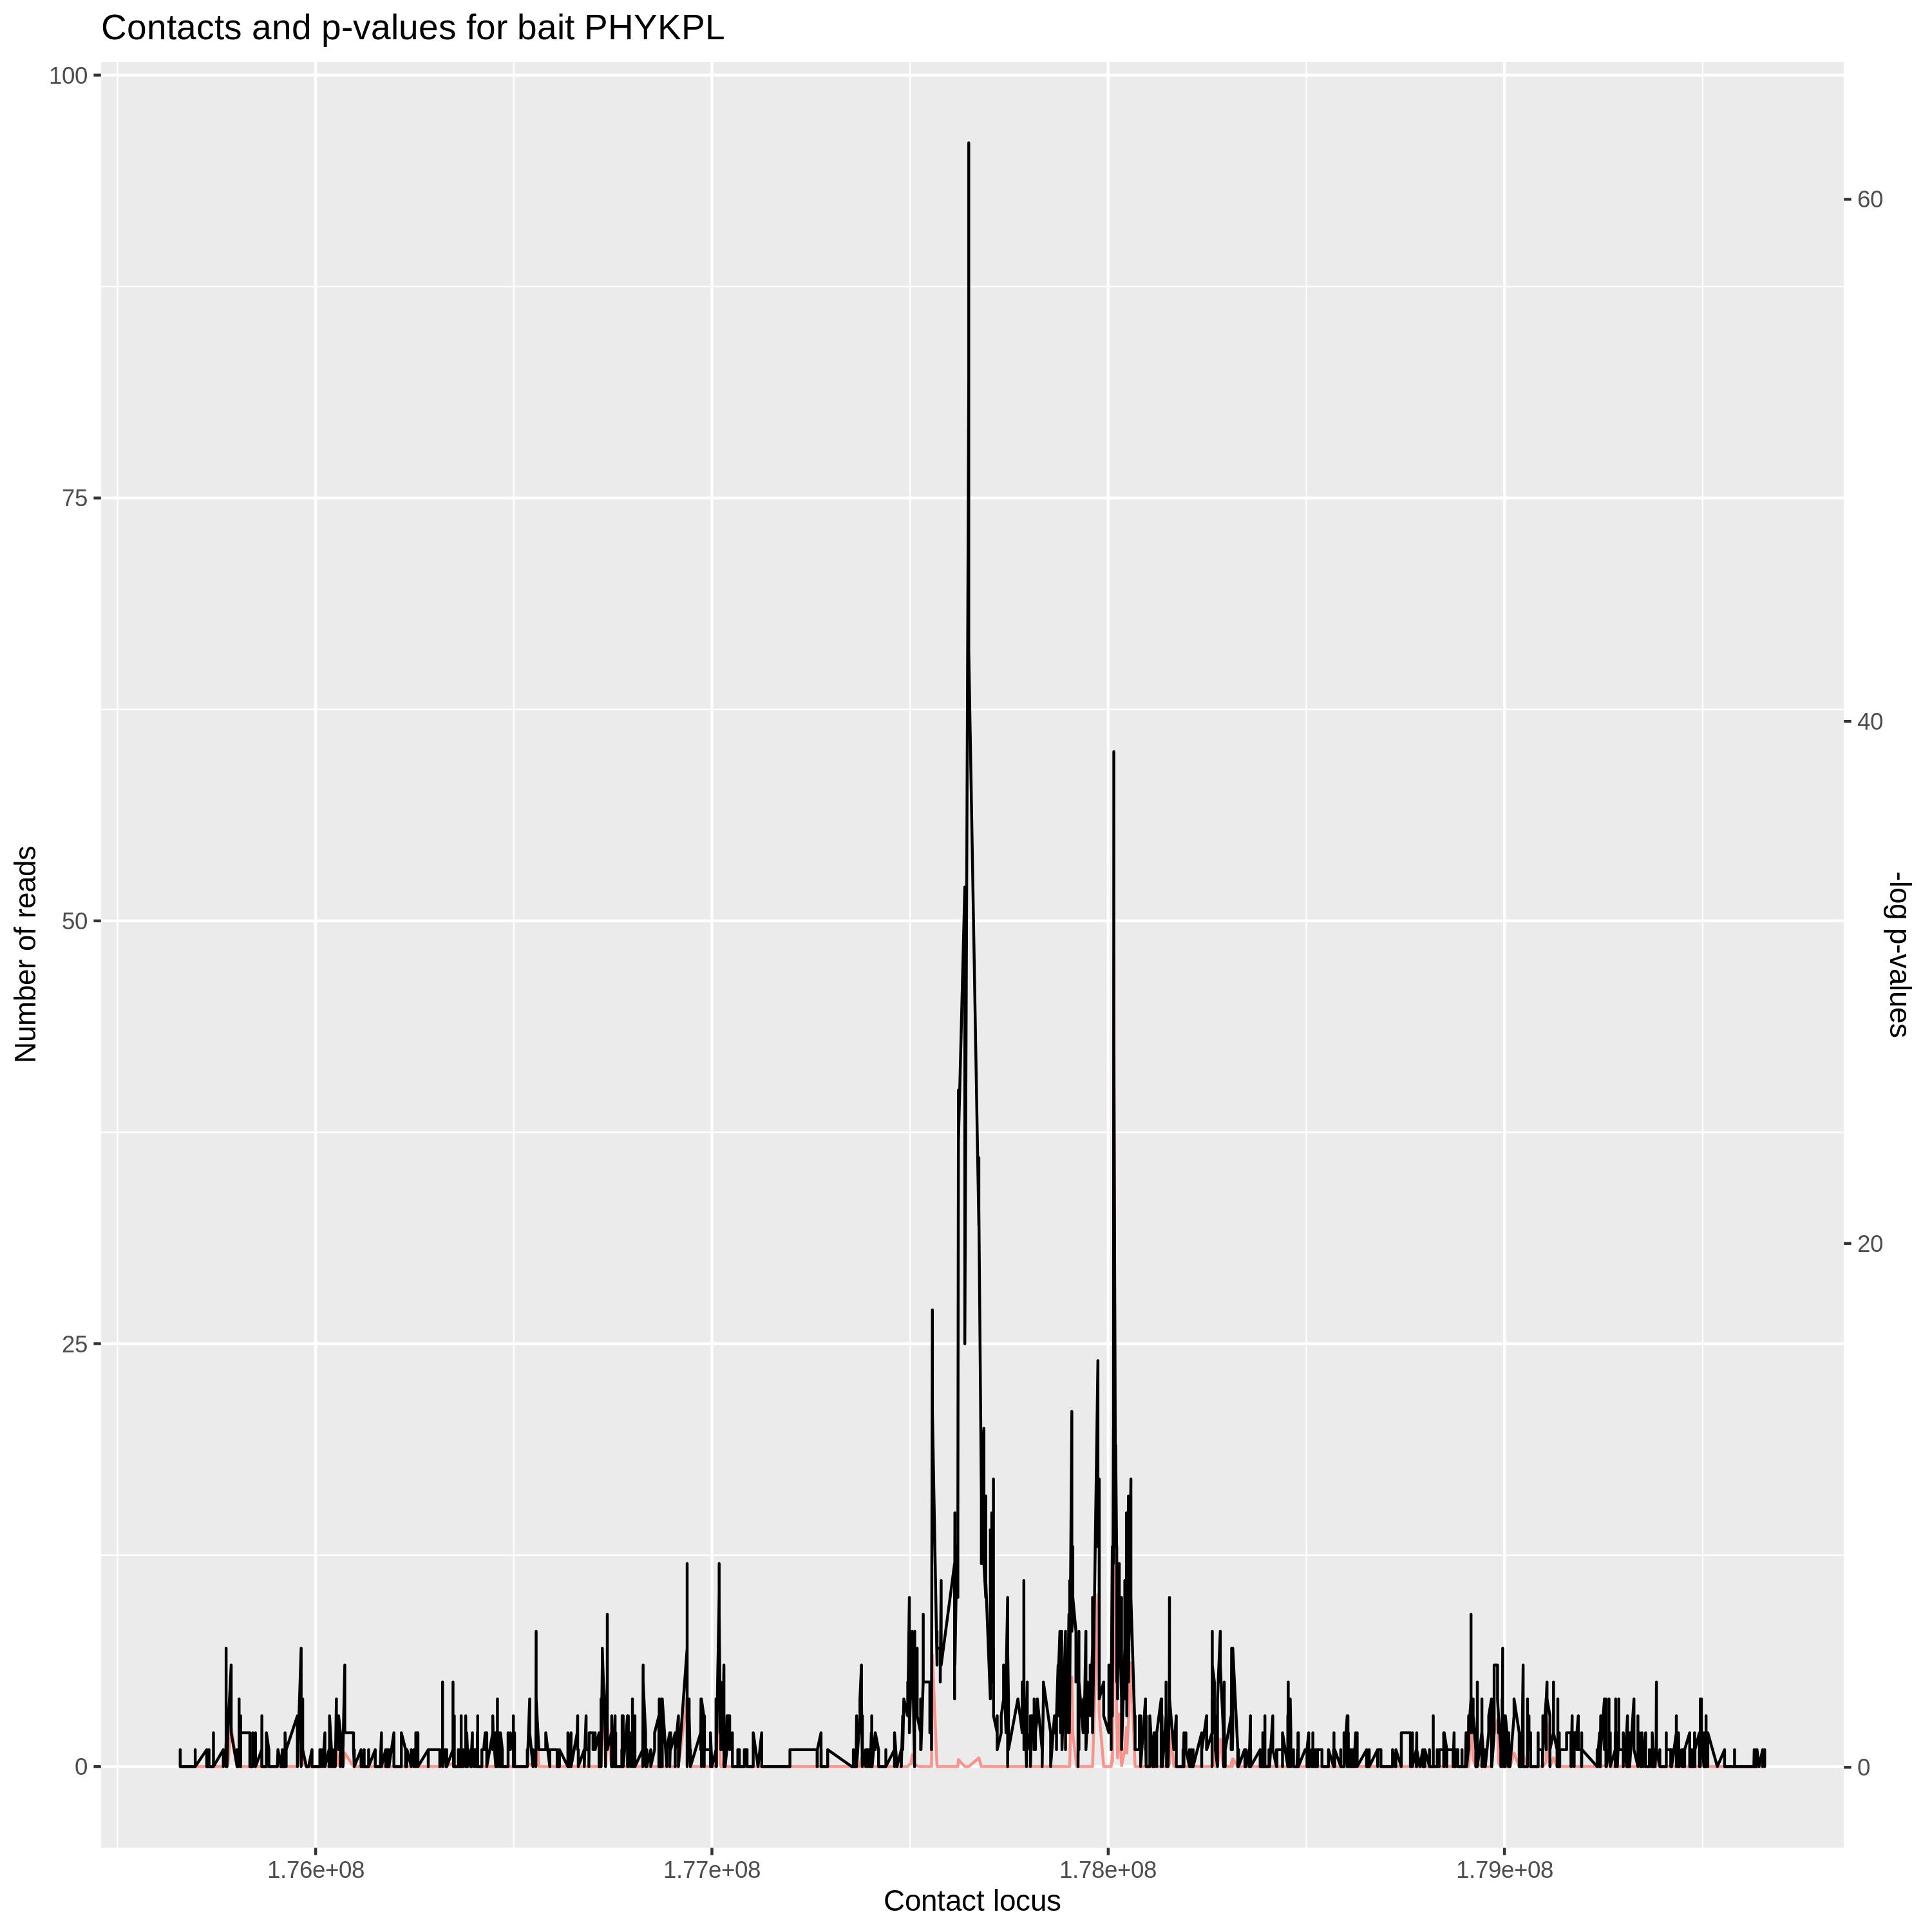 Contacts and p-values for bait PHYKPL
100
75
50
25
0
60
40
20
0
Number of reads
-log p-values
1.76e+08
1.77e+08
1.78e+08
1.79e+08
Contact locus